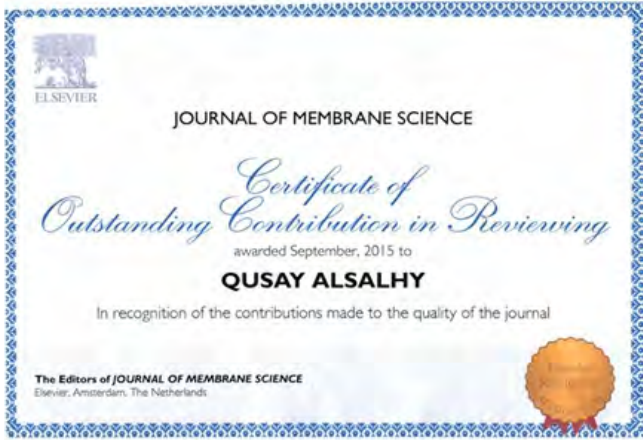 ELSEVIER
JOURNAL OF MEMBRANE SCIENCE
Certificate of
Outstanding Contribution in Reviewing
awarded September, 2015 to
QUSAY ALSALHY
In recognition of the contributions made to the quality of the journal
The Editors of JOURNAL OF MEMBRANE SCIENCE
Elsevier, Amsterdam, The Netherlands